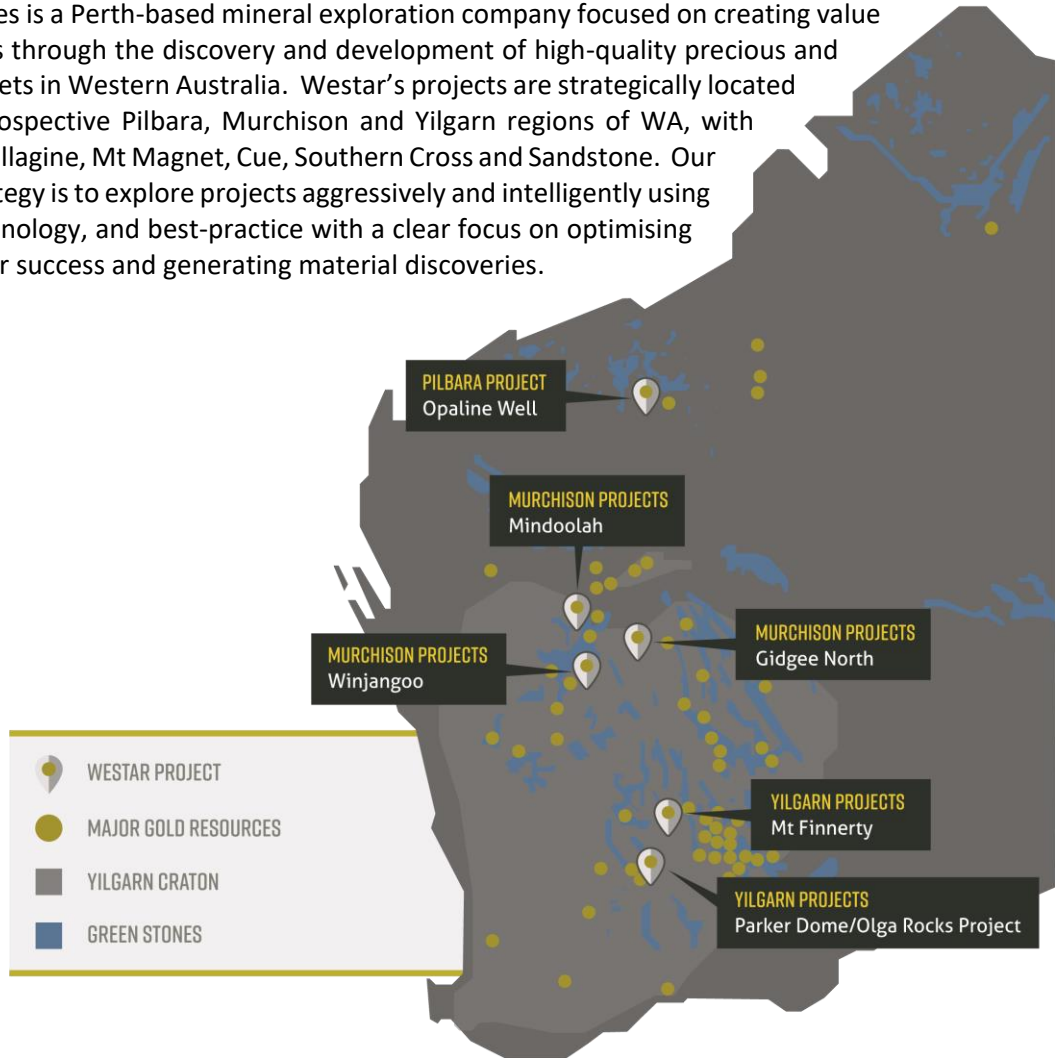 es is a Perth-based mineral exploration company focused on creating value
s through the discovery and development of high-quality precious and
ets in Western Australia. Westar’s projects are strategically located
ospective Pilbara, Murchison and Yilgarn regions of WA, with
llagine, Mt Magnet, Cue, Southern Cross and Sandstone. Our
tegy is to explore projects aggressively and intelligently using
nology, and best-practice with a clear focus on optimising
r success and generating material discoveries.
PILBARA PROJECT
Opaline Well
MURCHISON PROJECTS
Mindoolah
MURCHISON PROJECTS
Gidgee North
MURCHISON PROJECTS
Winjangoo
WESTAR PROJECT
MAJOR GOLD RESOURCES
YILGARN CRATON
GREEN STONES
YILGARN PROJECTS
Mt Finnerty
YILGARN PROJECTS
Parker Dome/Olga Rocks Project